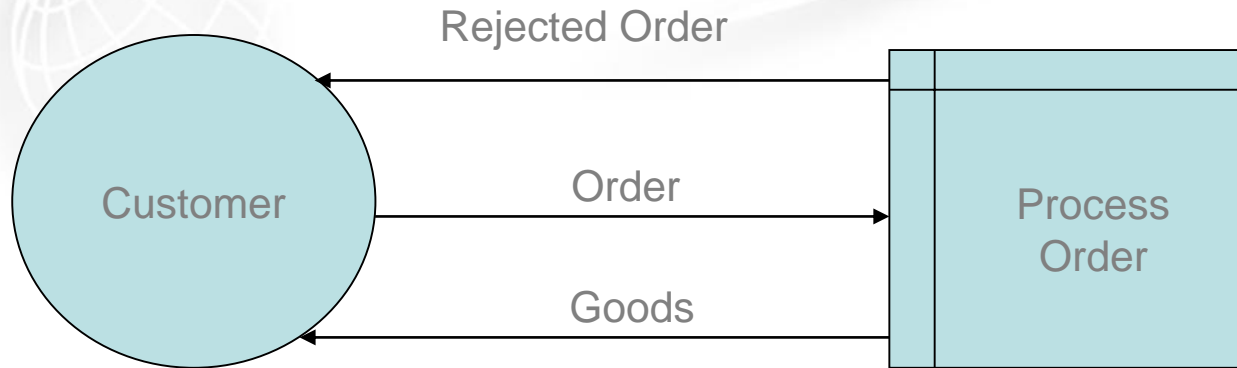 Rejected Order
Customer
Order
Process
Order
Goods